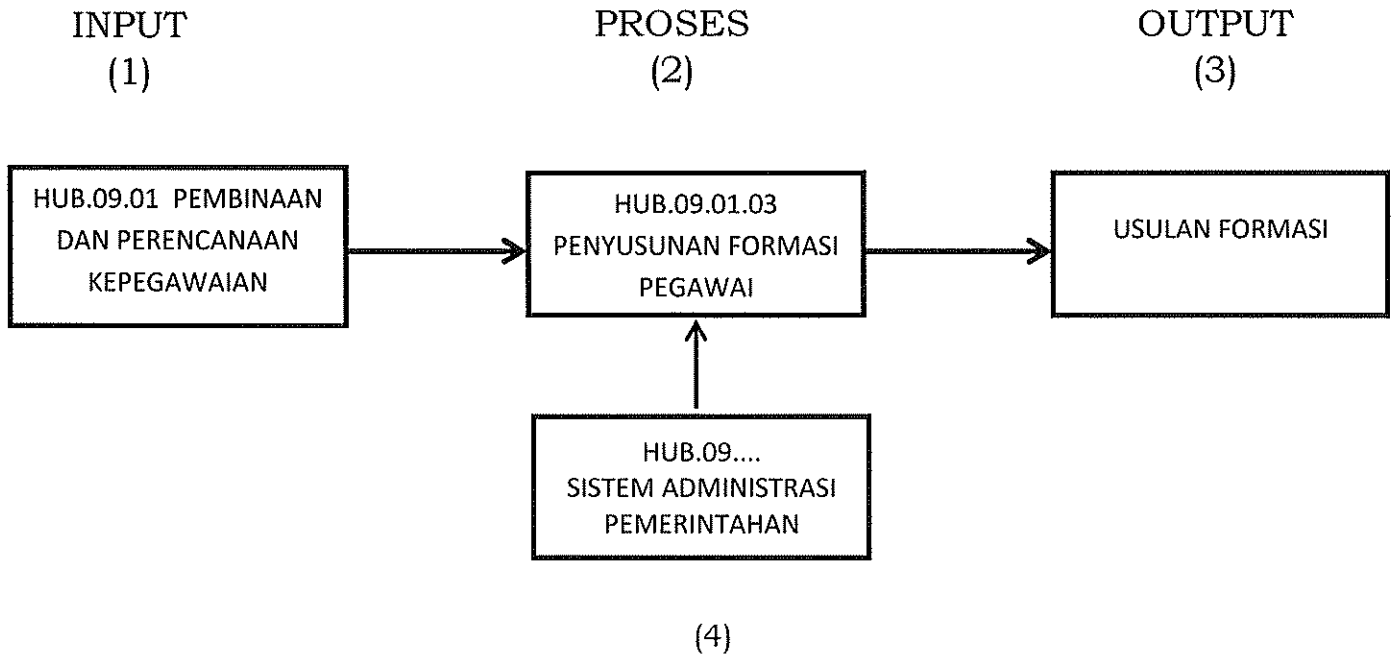 INPUT
(1)
PROSES
(2)
OUTPUT
(3)
HUB.09.01 PEMBINAAN
DAN PERENCANAAN
KEPEGAWAIAN
HUB.09.01.03
PENYUSUNAN FORMASI
PEGAWAI
USULAN FORMASI
HUB.09....
SISTEM ADMINISTRASI
PEMERINTAHAN
(4)